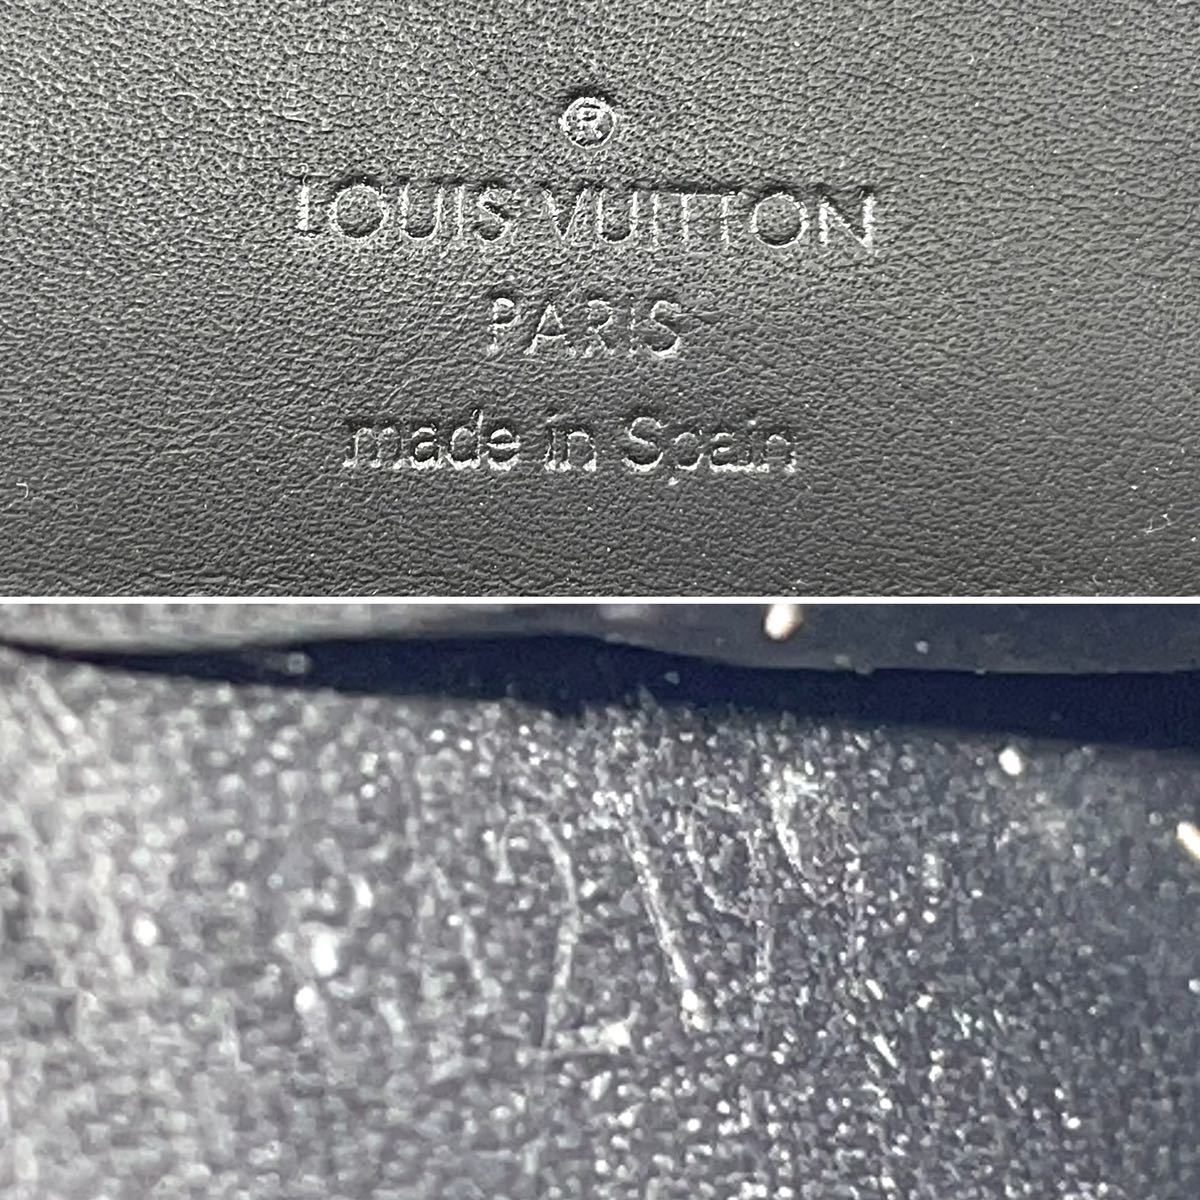 ®
LOUIS VUITTON
PARIS
made in Spain